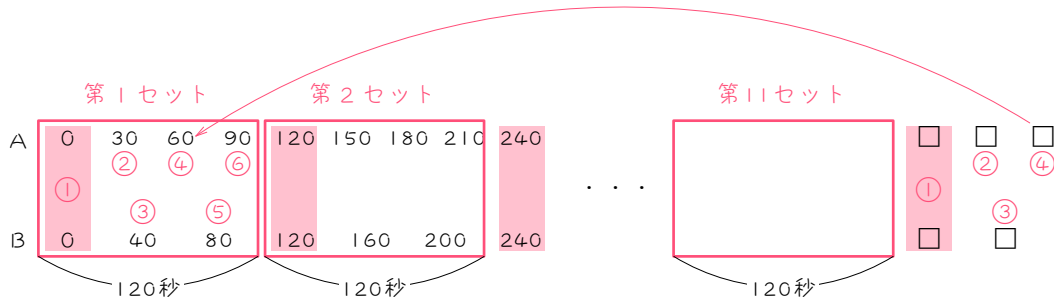 第1セット 第2セット 第11セット
A 0 30 60 90 120 150 180 210 240 □ □ □
② ④ ⑥ ② ④
① ・・・ ①
③ ⑤ ③
B 0 40 80 120 160 200 240 □ □
120秒 120秒 120秒